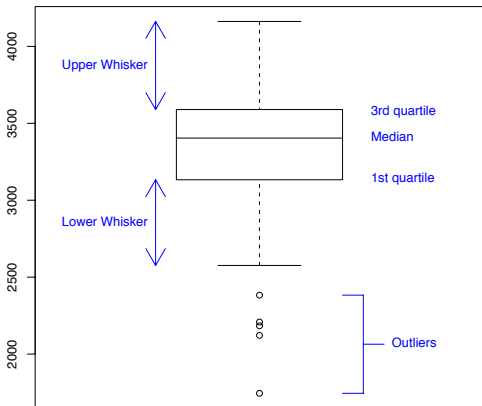 4000
3500
3000
2500
2000
Upper Whisker
Lower Whisker
3rd quartile
Median
1st quartile
Outliers